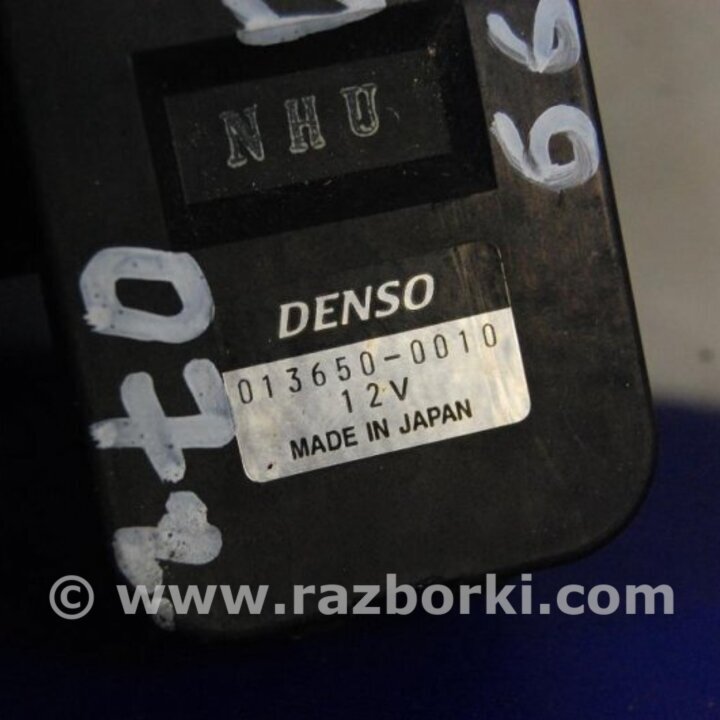 NHU
DENSO
013650-0010
12V
MADE IN JAPAN
© www.razborki.com